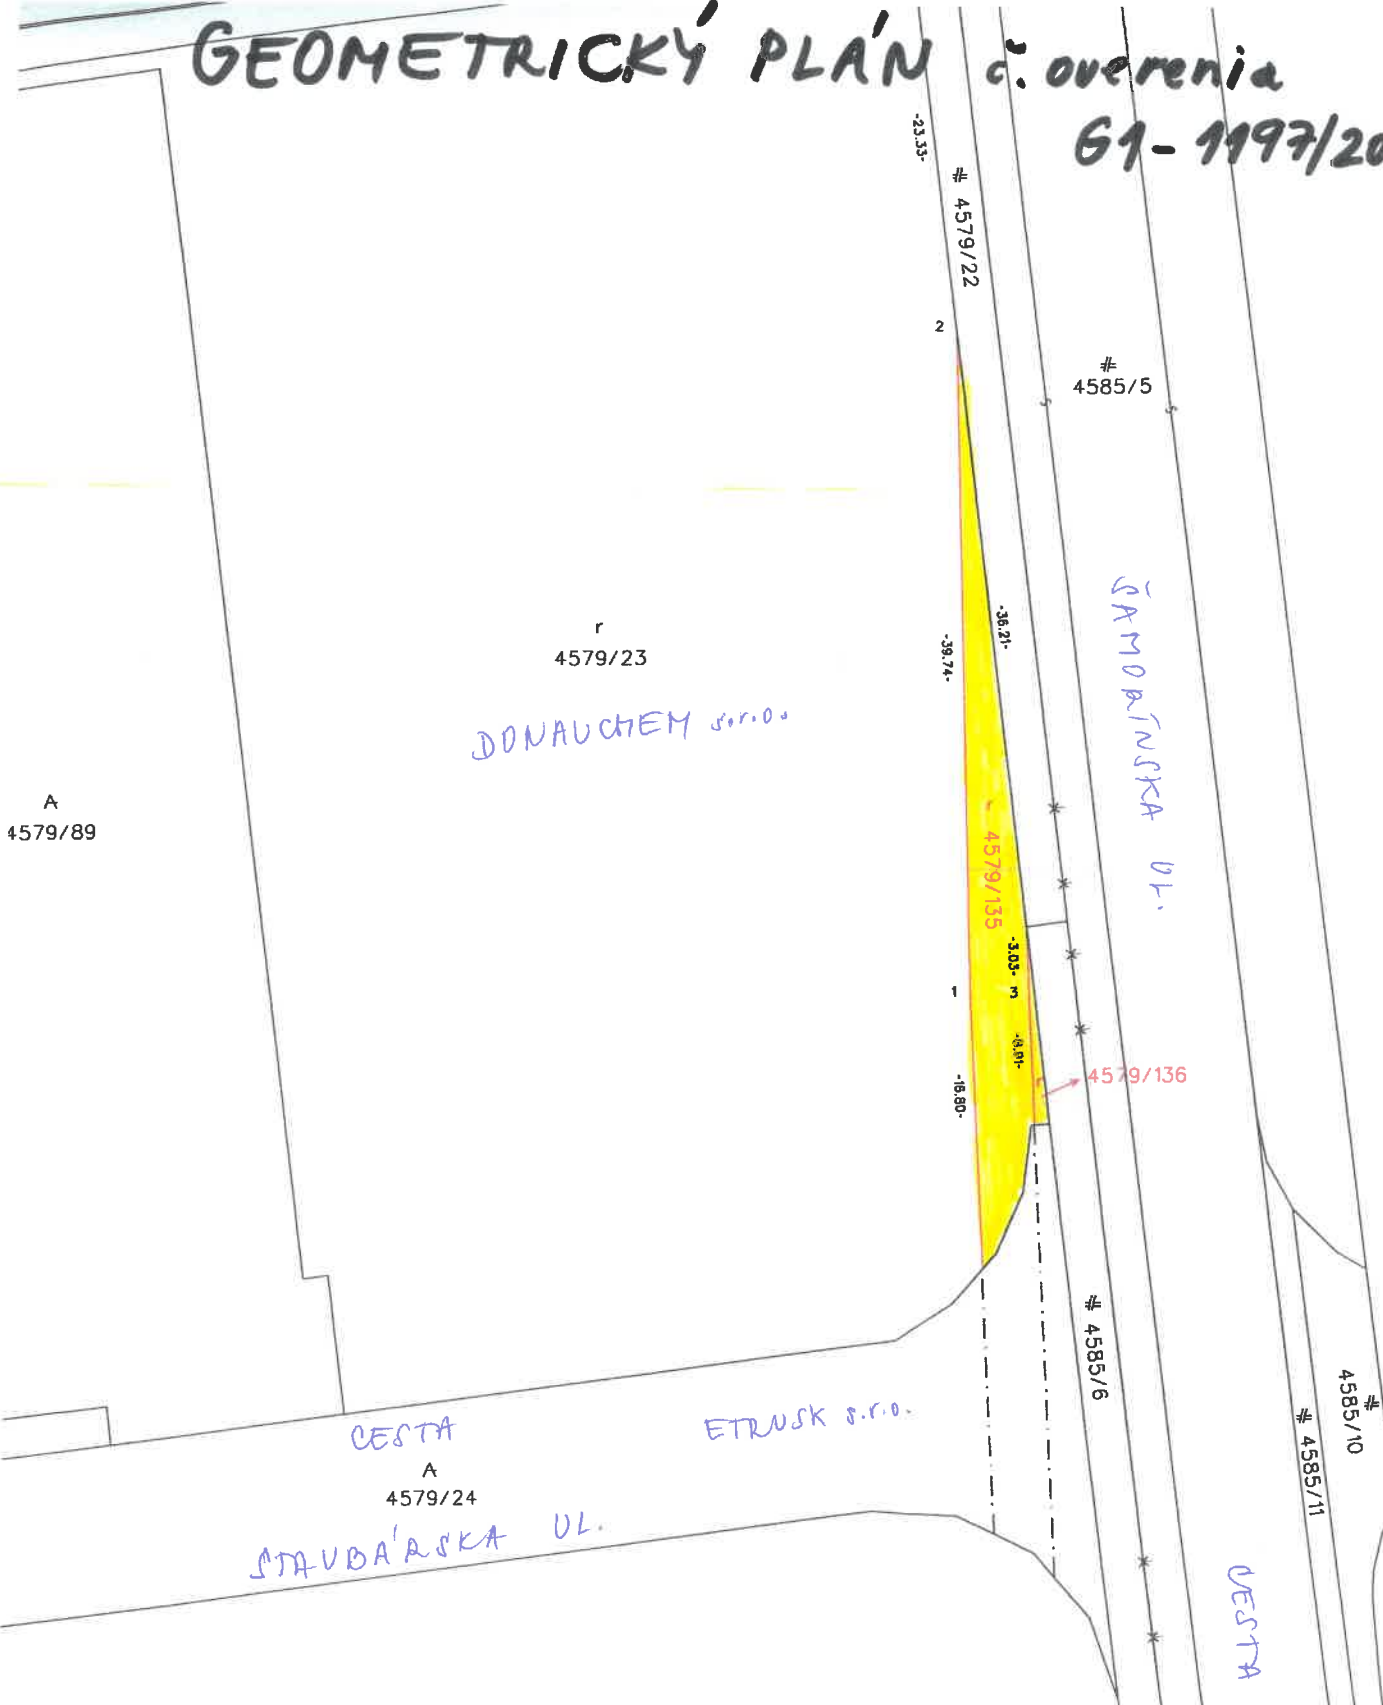 GEOMETRICKÝ PLÁN č. overenia
G1-1197/20
-23.33-
# 4579/22
2
#
4585/5
ŠAMORÍNSKA UL.
-36.21-
-39.74-
r
4579/23
DONAUCHEM s.r.o.
A
4579/89
r 4579/135
-3.03- 3
1
-16.80-
r
4579/136
# 4585/6
CESTA ETRUSK s.r.o.
A
4579/24
STAVBÁRSKA UL.
#
4585/10
# 4585/11
CESTA